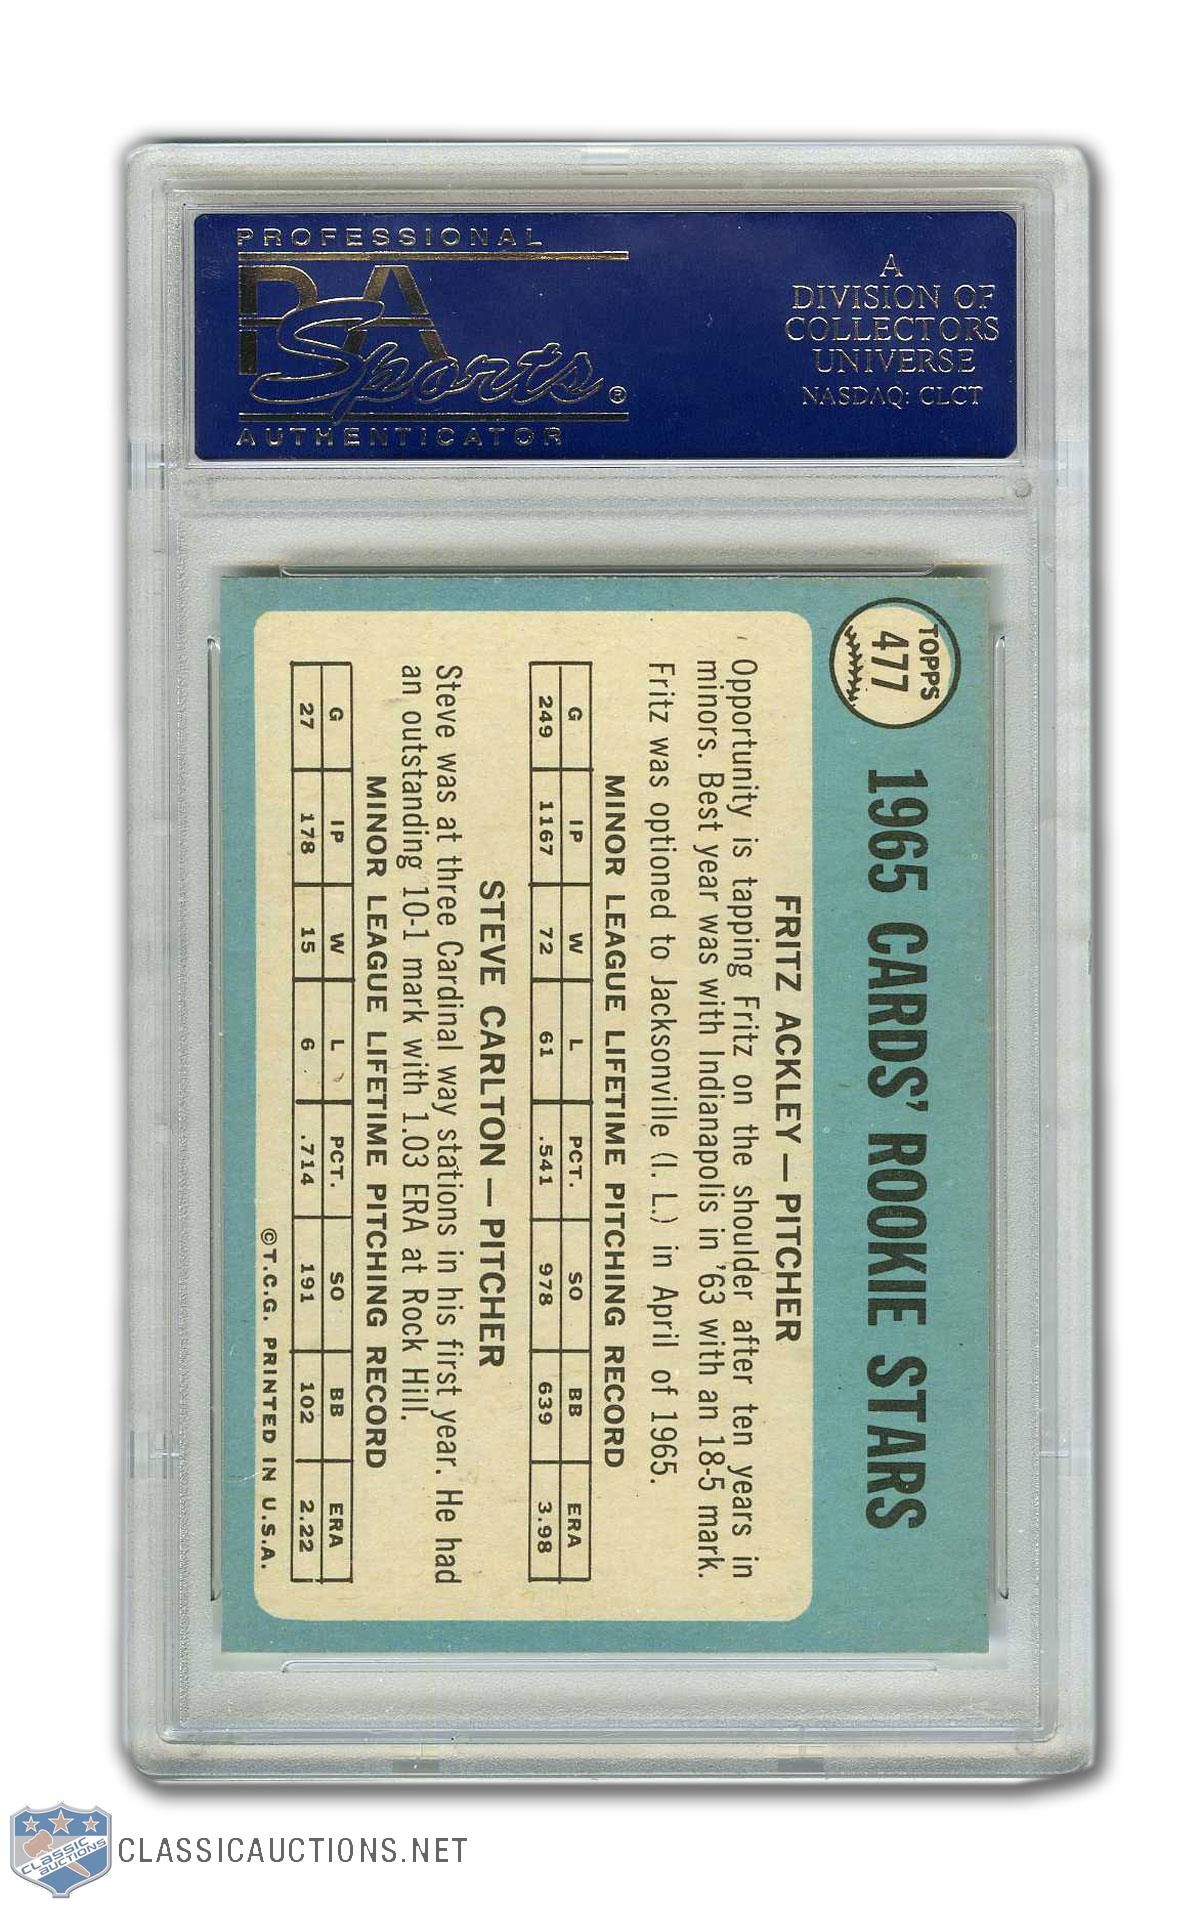 PROFESSIONAL
PSA
Sports®
AUTHENTICATOR
A
DIVISION OF
COLLECTORS
UNIVERSE
NASDAQ: CLCT
TOPPS
477
1965 CARDS' ROOKIE STARS
FRITZ ACKLEY—PITCHER
Opportunity is tapping Fritz on the shoulder after ten years in
minors. Best year was with Indianapolis in '63 with an 18-5 mark.
Fritz was optioned to Jacksonville (I. L.) in April of 1965.
MINOR LEAGUE LIFETIME PITCHING RECORD
G IP W L PCT. SO BB ERA
249 1167 72 61 .541 978 639 3.98
STEVE CARLTON—PITCHER
Steve was at three Cardinal way stations in his first year. He had
an outstanding 10-1 mark with 1.03 ERA at Rock Hill.
MINOR LEAGUE LIFETIME PITCHING RECORD
G IP W L PCT. SO BB ERA
27 178 15 6 .714 191 102 2.22
©T.C.G. PRINTED IN U.S.A.
CLASSIC
AUCTIONS
CLASSICAUCTIONS.NET